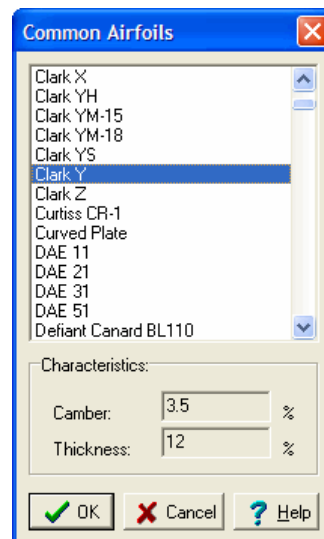 Common Airfoils
Clark X
Clark YH
Clark YM-15
Clark YM-18
Clark YS
Clark Y
Clark Z
Curtiss CR-1
Curved Plate
DAE 11
DAE 21
DAE 31
DAE 51
Defiant Canard BL110
Characteristics:
Camber: 3.5 %
Thickness: 12 %
OK Cancel ? Help